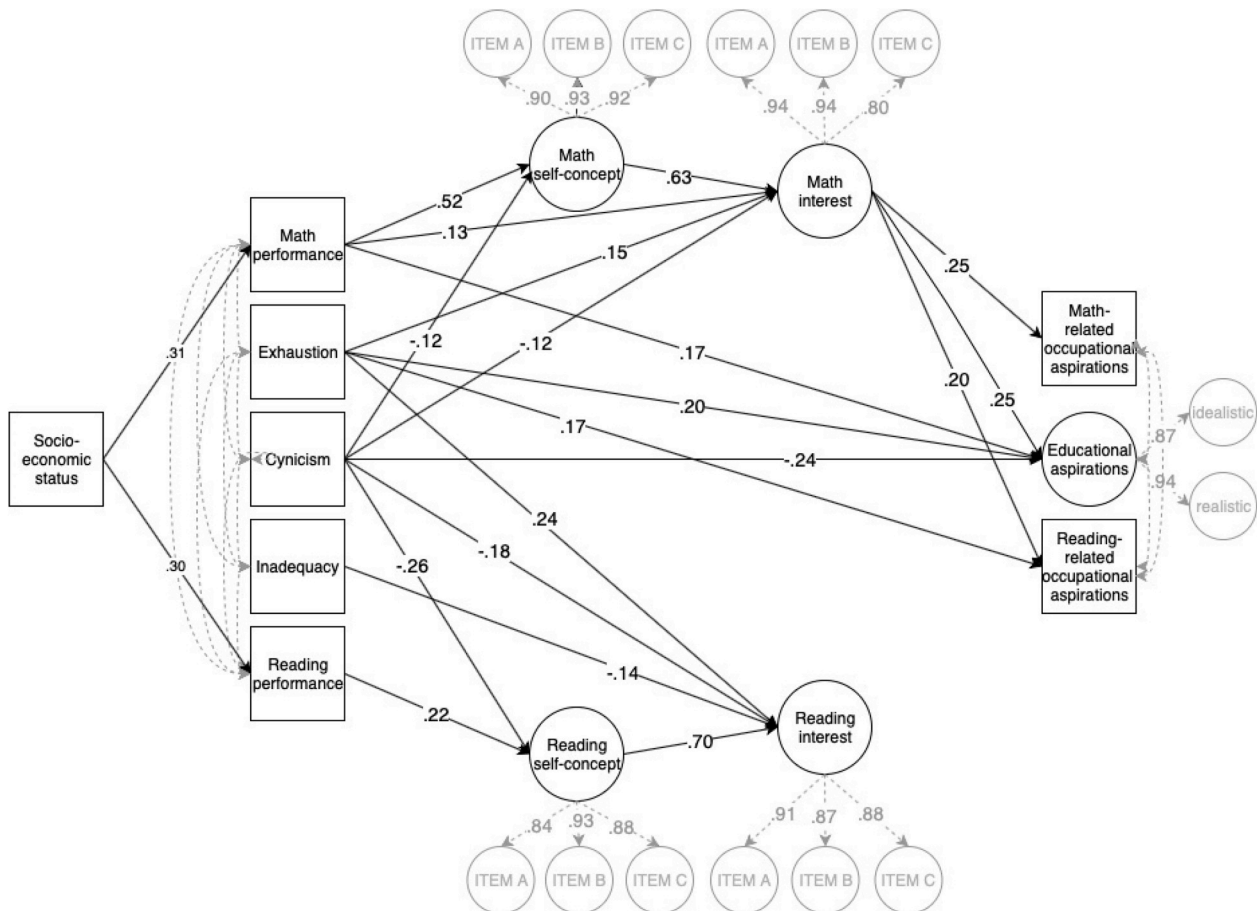 ITEM A
ITEM B
ITEM C
ITEM A
ITEM B
ITEM C
.90
.93
.92
.94
.94
.80
Math
self-concept
Math
interest
.63
.52
.13
.15
Math
performance
-.12
-.12
.25
Math-
related
occupational
aspirations
.31
Exhaustion
.17
.20
.20
.25
.17
idealistic
.87
Socio-
economic
status
Cynicism
-.24
Educational
aspirations
.94
realistic
.24
-.18
-.26
Inadequacy
.30
Reading-
related
occupational
aspirations
-.14
Reading
performance
.22
Reading
self-concept
.70
Reading
interest
.84
.93
.88
.91
.87
.88
ITEM A
ITEM B
ITEM C
ITEM A
ITEM B
ITEM C